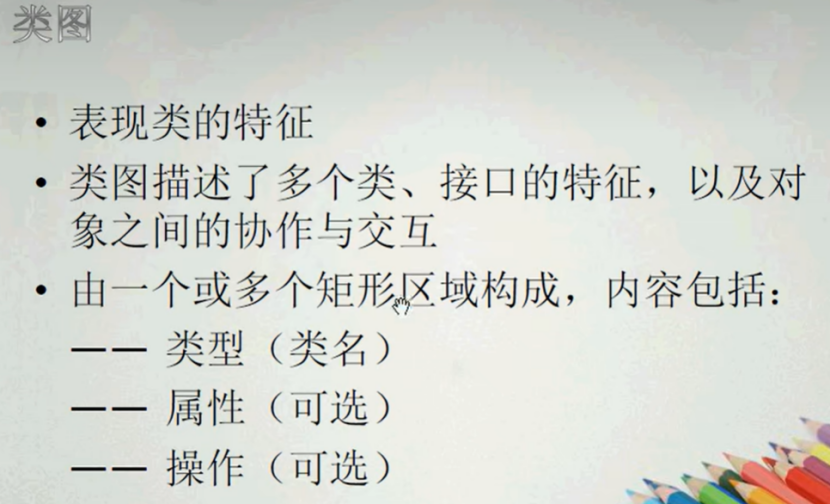 类图
• 表现类的特征
• 类图描述了多个类、接口的特征，以及对
象之间的协作与交互
• 由一个或多个矩形区域构成，内容包括：
—— 类型（类名）
—— 属性（可选）
—— 操作（可选）